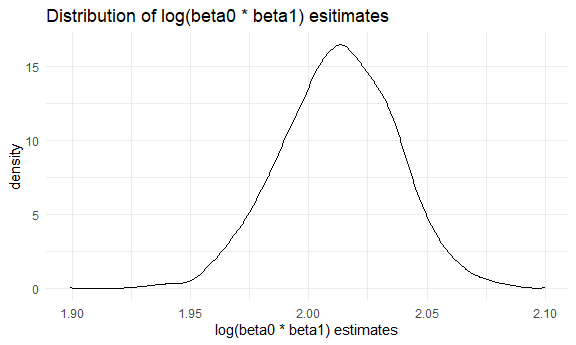 Distribution of log(beta0 * beta1) esitimates
density
15
10
5
0
1.90 1.95 2.00 2.05 2.10
log(beta0 * beta1) estimates